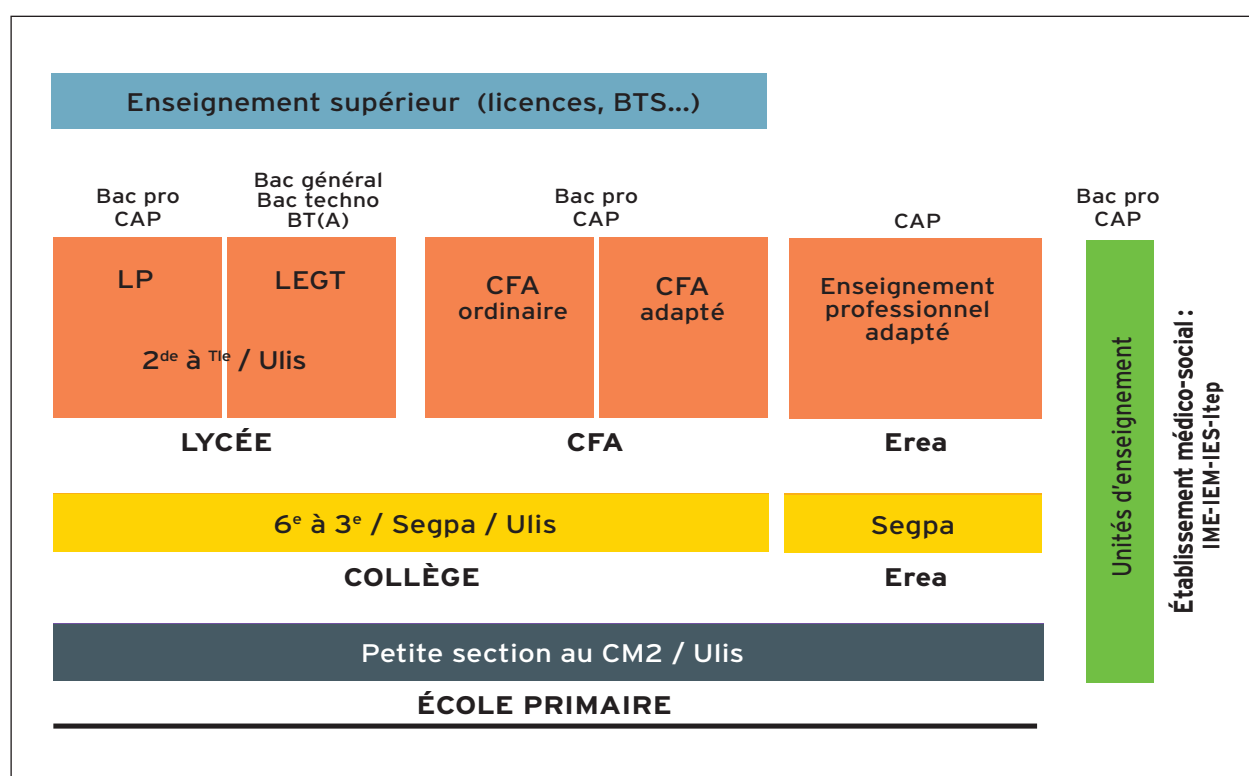 Enseignement supérieur (licences, BTS...)
Bac pro
CAP
Bac général
Bac techno
BT(A)
Bac pro
CAP
CAP
Bac pro
CAP
LP
LEGT
2de à Tle / Ulis
CFA
ordinaire
CFA
adapté
Enseignement
professionnel
adapté
LYCÉE
CFA
Erea
6e à 3e / Segpa / Ulis
Segpa
COLLÈGE
Erea
Petite section au CM2 / Ulis
ÉCOLE PRIMAIRE
Unités d'enseignement
Établissement médico-social :
IME-IEM-IES-Itep